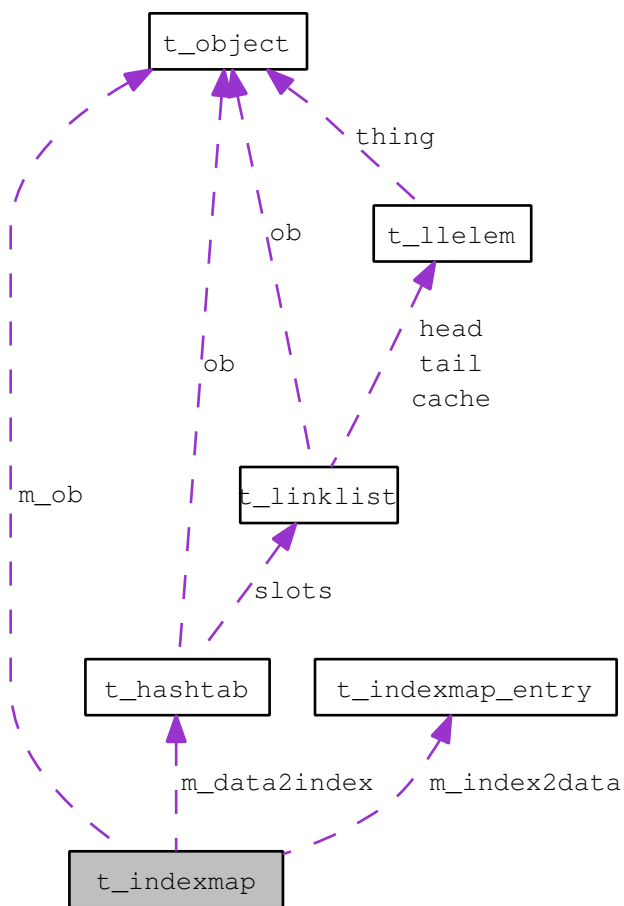 t_object
thing
t_llelem
ob
head
tail
cache
ob
t_linklist
m_ob
slots
t_hashtab
t_indexmap_entry
m_data2index
m_index2data
t_indexmap